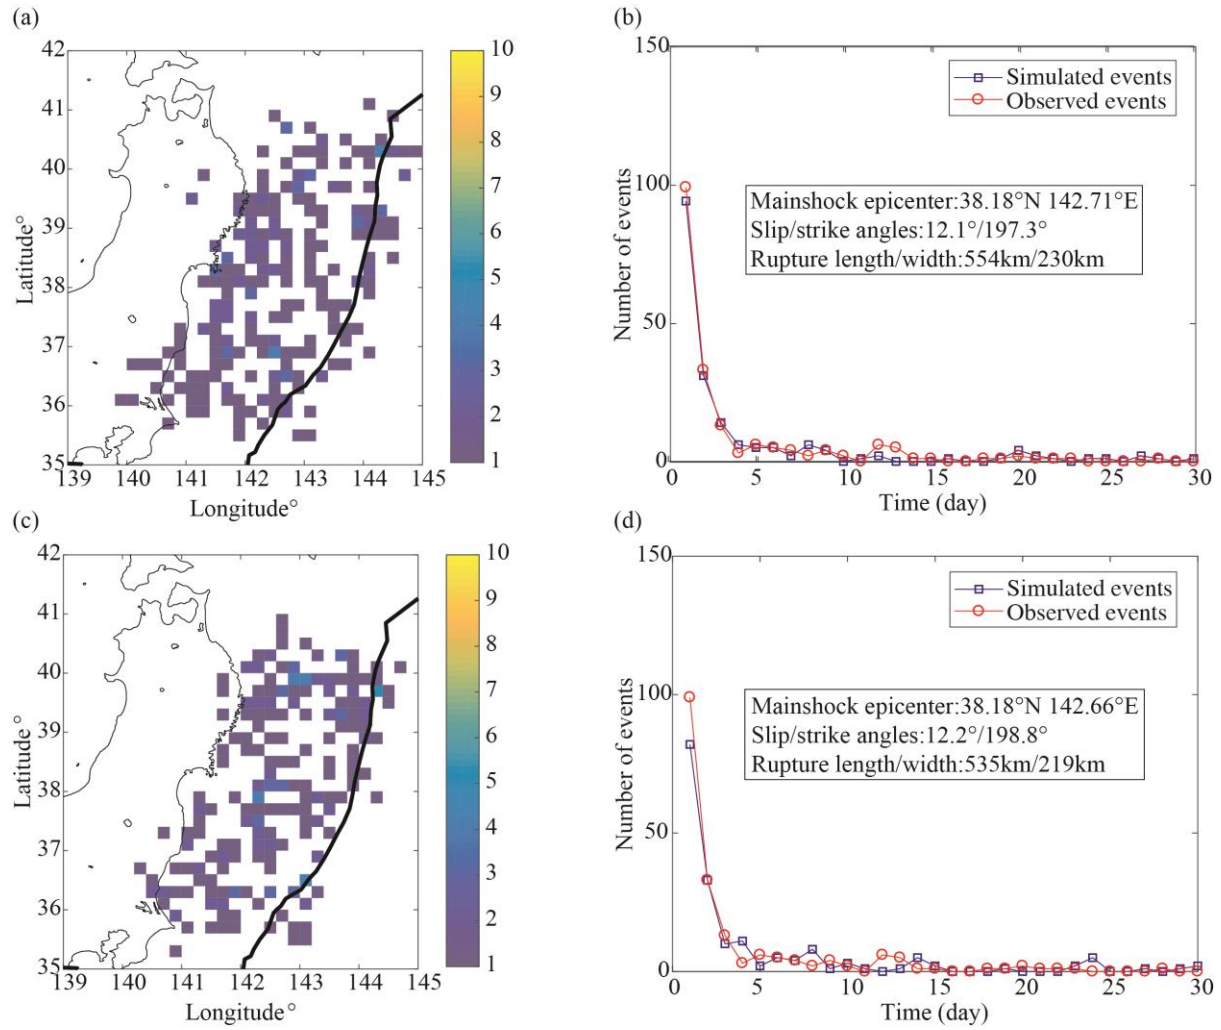 (a)
42
41
40
39
38
37
36
35
139 140 141 142 143 144 145
Latitude°
Longitude°
10
9
8
7
6
5
4
3
2
1
(b)
150
100
50
0
0 5 10 15 20 25 30
Number of events
Time (day)
Simulated events
Observed events
Mainshock epicenter:38.18°N 142.71°E
Slip/strike angles:12.1°/197.3°
Rupture length/width:554km/230km
(c)
42
41
40
39
38
37
36
35
139 140 141 142 143 144 145
Latitude°
Longitude°
10
9
8
7
6
5
4
3
2
1
(d)
150
100
50
0
0 5 10 15 20 25 30
Number of events
Time (day)
Simulated events
Observed events
Mainshock epicenter:38.18°N 142.66°E
Slip/strike angles:12.2°/198.8°
Rupture length/width:535km/219km